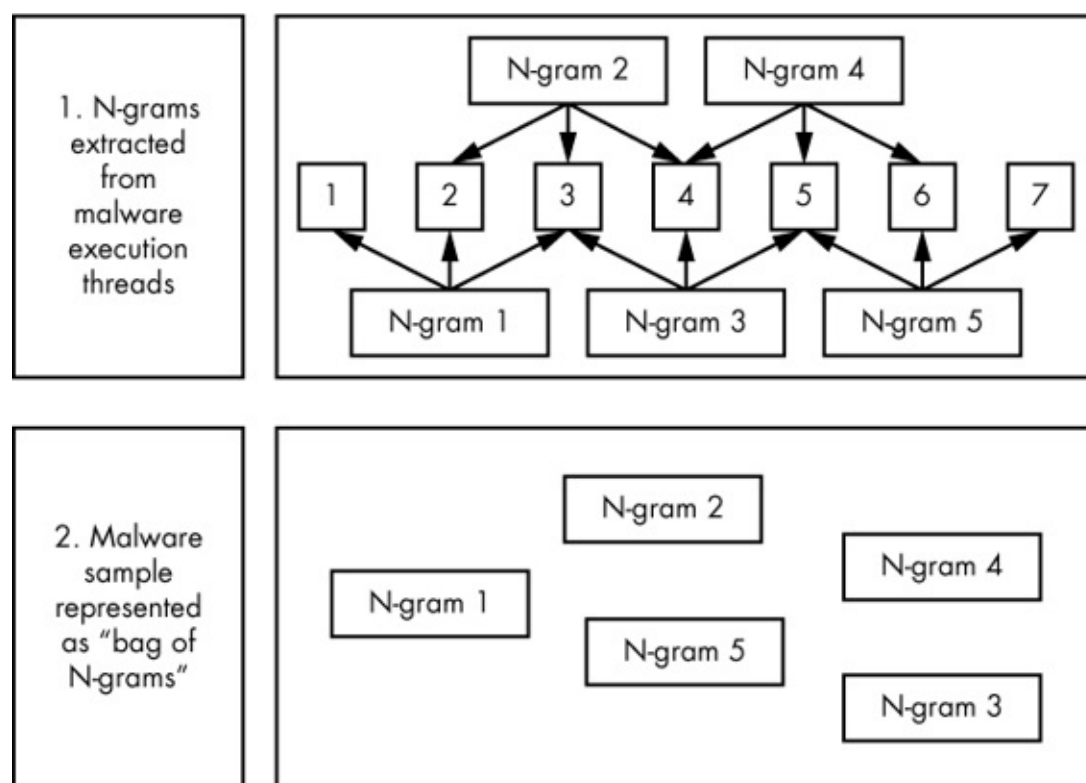 1. N-grams
extracted
from
malware
execution
threads
N-gram 2 N-gram 4
1 2 3 4 5 6 7
N-gram 1 N-gram 3 N-gram 5
2. Malware
sample
represented
as “bag of
N-grams”
N-gram 2
N-gram 4
N-gram 1
N-gram 5
N-gram 3